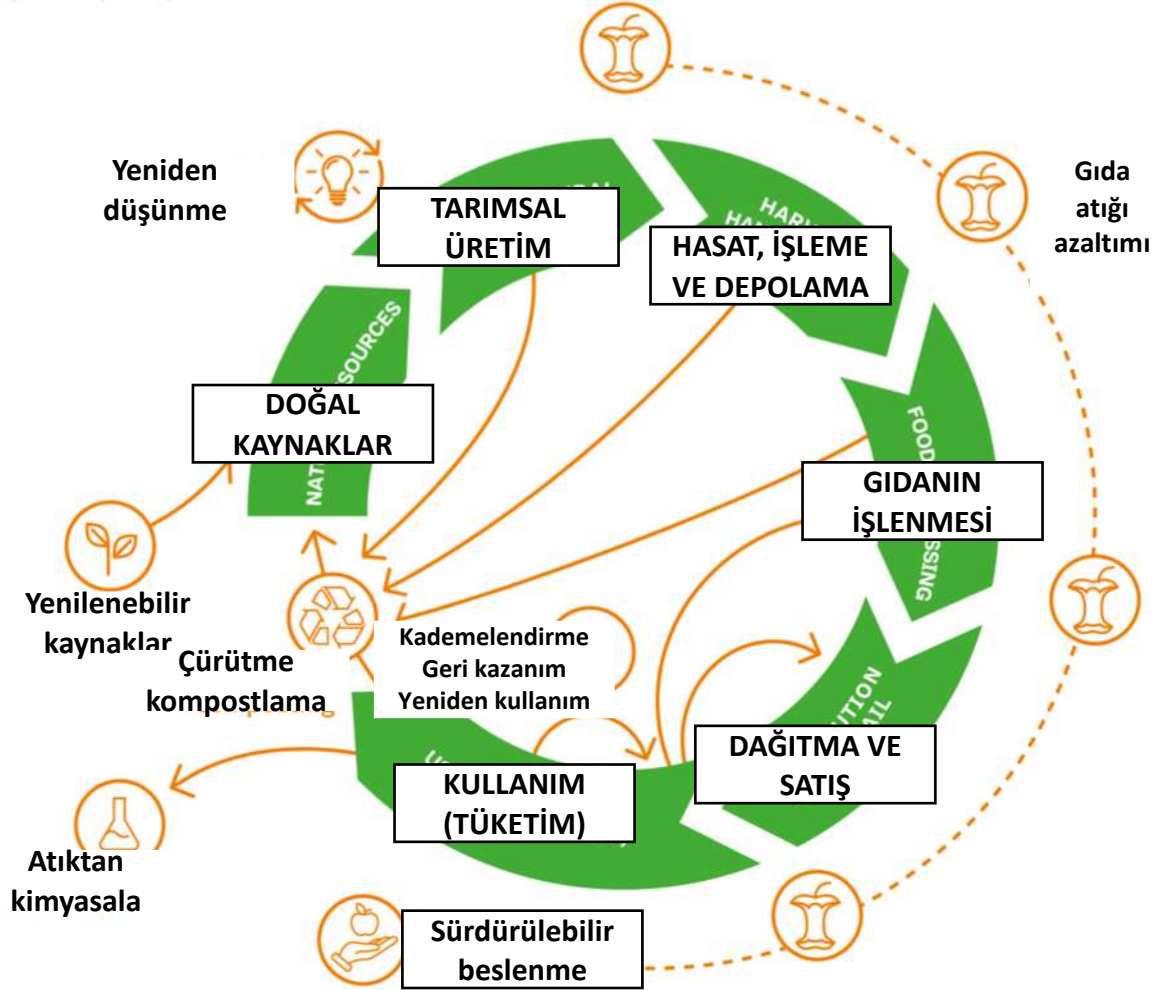 Yeniden
düşünme
TARIMSAL
ÜRETİM
HASAT, İŞLEME
VE DEPOLAMA
Gıda
atığı
azaltımı
DOĞAL
KAYNAKLAR
GIDANIN
İŞLENMESİ
FOOD
Yenilenebilir
kaynaklar
Çürütme
kompostlama
Kademelendirme
Geri kazanım
Yeniden kullanım
DAĞITMA VE
SATIŞ
KULLANIM
(TÜKETİM)
Atıktan
kimyasala
Sürdürülebilir
beslenme